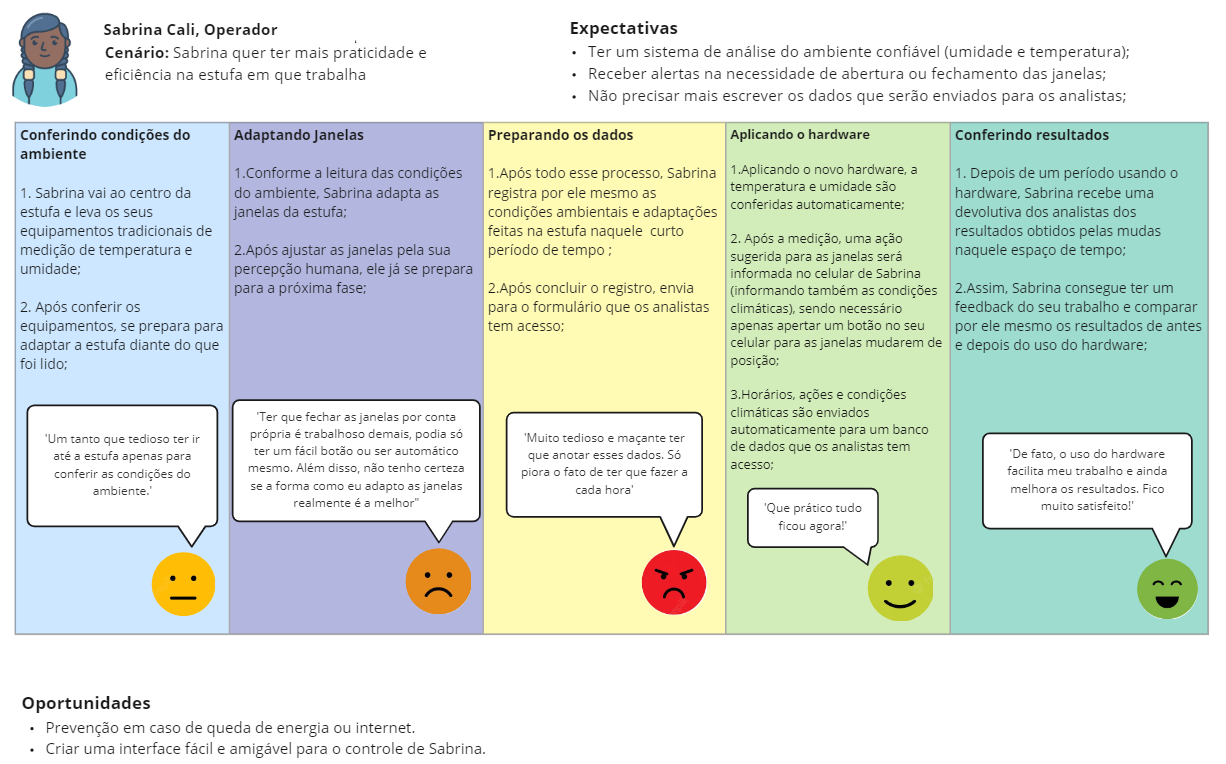 Sabrina Cali, Operador
Cenário: Sabrina quer ter mais praticidade e
eficiência na estufa em que trabalha
Expectativas
• Ter um sistema de análise do ambiente confiável (umidade e temperatura);
• Receber alertas na necessidade de abertura ou fechamento das janelas;
• Não precisar mais escrever os dados que serão enviados para os analistas;
Conferindo condições do
ambiente
1. Sabrina vai ao centro da
estufa e leva os seus
equipamentos tradicionais de
medição de temperatura e
umidade;
2. Após conferir os
equipamentos, se prepara para
adaptar a estufa diante do que
foi lido;
'Um tanto que tedioso ter ir
até a estufa apenas para
conferir as condições do
ambiente.'
Adaptando Janelas
1.Conforme a leitura das condições
do ambiente, Sabrina adapta as
janelas da estufa;
2.Após ajustar as janelas pela sua
percepção humana, ele já se prepara
para a próxima fase;
'Ter que fechar as janelas por conta
própria é trabalhoso demais, podia só
ter um fácil botão ou ser automático
mesmo. Além disso, não tenho certeza
se a forma como eu adapto as janelas
realmente é a melhor"
Preparando os dados
1.Após todo esse processo, Sabrina
registra por ele mesmo as
condições ambientais e adaptações
feitas na estufa naquele curto
período de tempo ;
2.Após concluir o registro, envia
para o formulário que os analistas
tem acesso;
'Muito tedioso e maçante ter
que anotar esses dados. Só
piora o fato de ter que fazer a
cada hora'
Aplicando o hardware
1.Aplicando o novo hardware, a
temperatura e umidade são
conferidas automaticamente;
2. Após a medição, uma ação
sugerida para as janelas será
informada no celular de Sabrina
(informando também as condições
climáticas), sendo necessário
apenas apertar um botão no seu
celular para as janelas mudarem de
posição;
3.Horários, ações e condições
climáticas são enviados
automaticamente para um banco
de dados que os analistas tem
acesso;
'Que prático tudo
ficou agora!'
Conferindo resultados
1. Depois de um período usando o
hardware, Sabrina recebe uma
devolutiva dos analistas dos
resultados obtidos pelas mudas
naquele espaço de tempo;
2.Assim, Sabrina consegue ter um
feedback do seu trabalho e comparar
por ele mesmo os resultados de antes
e depois do uso do hardware;
'De fato, o uso do hardware
facilita meu trabalho e ainda
melhora os resultados. Fico
muito satisfeito!'
Oportunidades
• Prevenção em caso de queda de energia ou internet.
• Criar uma interface fácil e amigável para o controle de Sabrina.